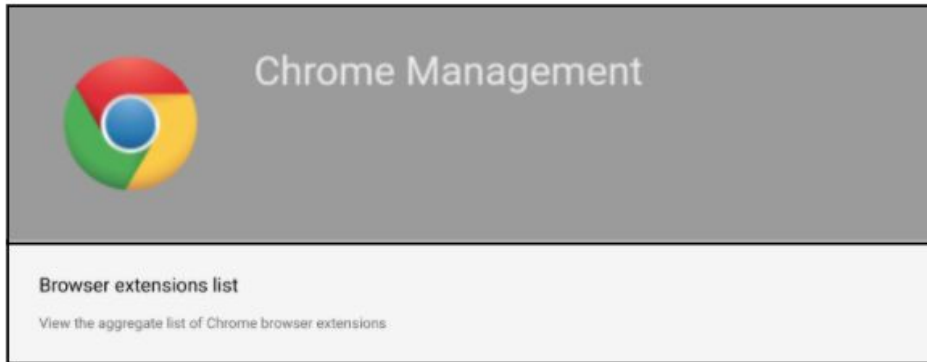 Chrome Management
Browser extensions list
View the aggregate list of Chrome browser extensions